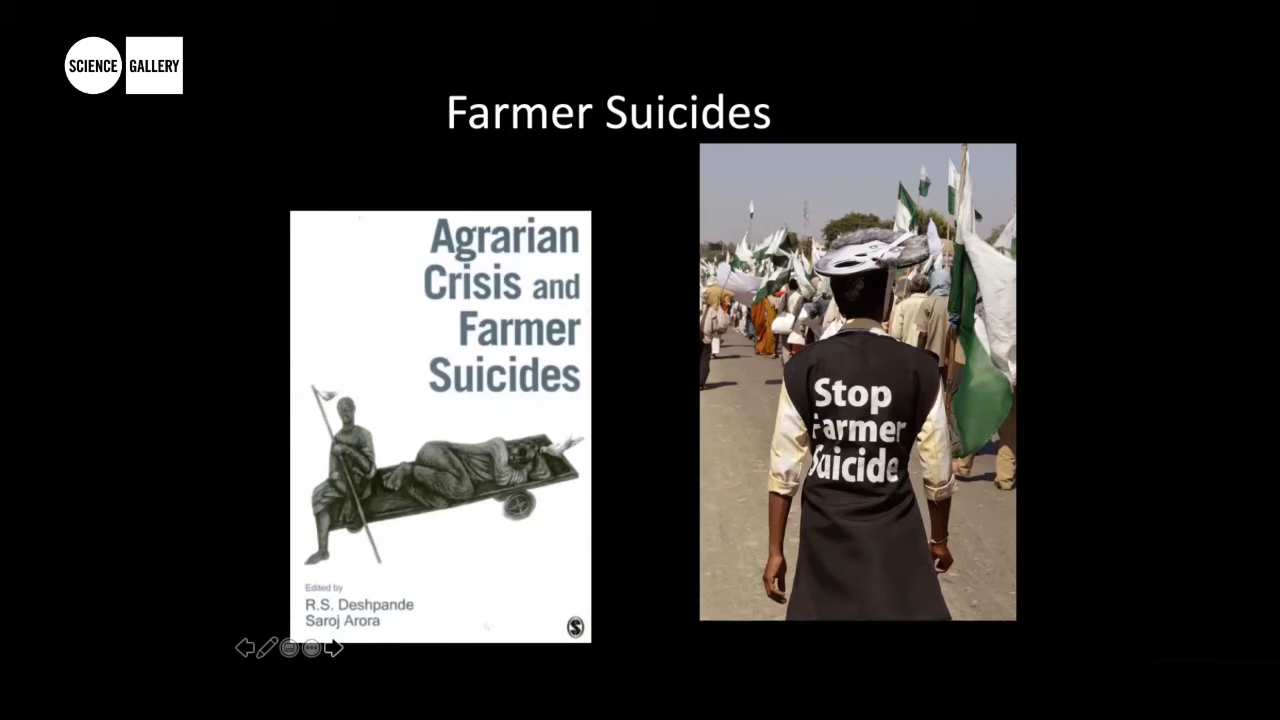 SCIENCE GALLERY
Farmer Suicides
Agrarian
Crisis and
Farmer
Suicides
Edited by
R.S. Deshpande
Saroj Arora
S
Stop
Farmer
Suicide